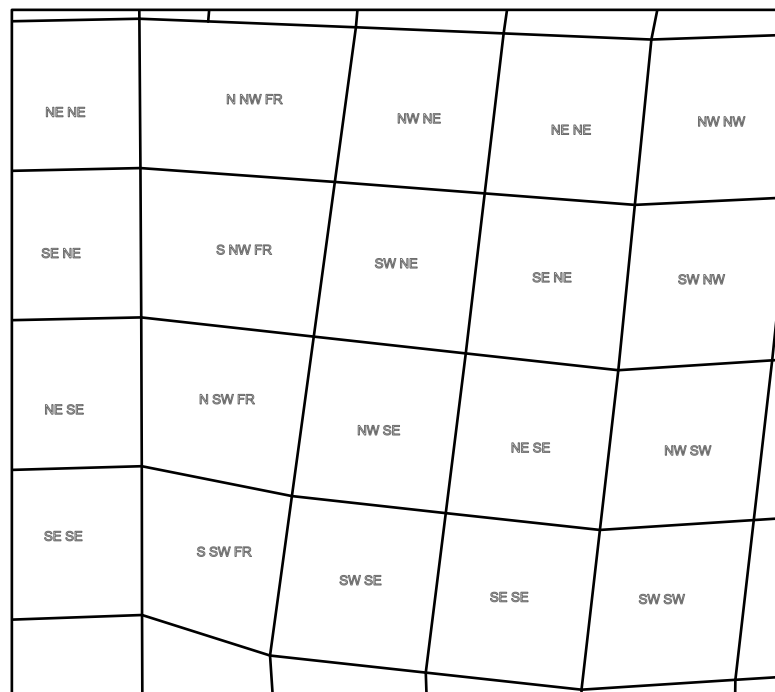 NE NE
N NW FR
NW NE
NE NE
NW NW
SE NE
S NW FR
SW NE
SE NE
SW NW
NE SE
N SW FR
NW SE
NE SE
NW SW
SE SE
S SW FR
SW SE
SE SE
SW SW